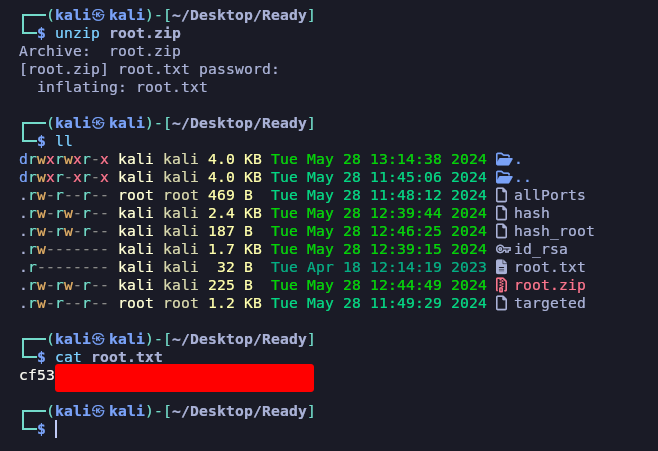 ┌──(kali㉿kali)-[~/Desktop/Ready]
└─$ unzip root.zip
Archive:  root.zip
[root.zip] root.txt password:
  inflating: root.txt
┌──(kali㉿kali)-[~/Desktop/Ready]
└─$ ll
drwxrwxr-x kali kali 4.0 KB Tue May 28 13:14:38 2024 .
drwxr-xr-x kali kali 4.0 KB Tue May 28 11:45:06 2024 ..
.rw-r--r-- root root 469 B  Tue May 28 11:48:12 2024 allPorts
.rw-rw-r-- kali kali 2.4 KB Tue May 28 12:39:44 2024 hash
.rw-rw-r-- kali kali 187 B  Tue May 28 12:46:25 2024 hash_root
.rw------- kali kali 1.7 KB Tue May 28 12:39:15 2024 id_rsa
.r-------- kali kali  32 B  Tue Apr 18 12:14:19 2023 root.txt
.rw-rw-r-- kali kali 225 B  Tue May 28 12:44:49 2024 root.zip
.rw-r--r-- root root 1.2 KB Tue May 28 11:49:29 2024 targeted
┌──(kali㉿kali)-[~/Desktop/Ready]
└─$ cat root.txt
cf53
┌──(kali㉿kali)-[~/Desktop/Ready]
└─$